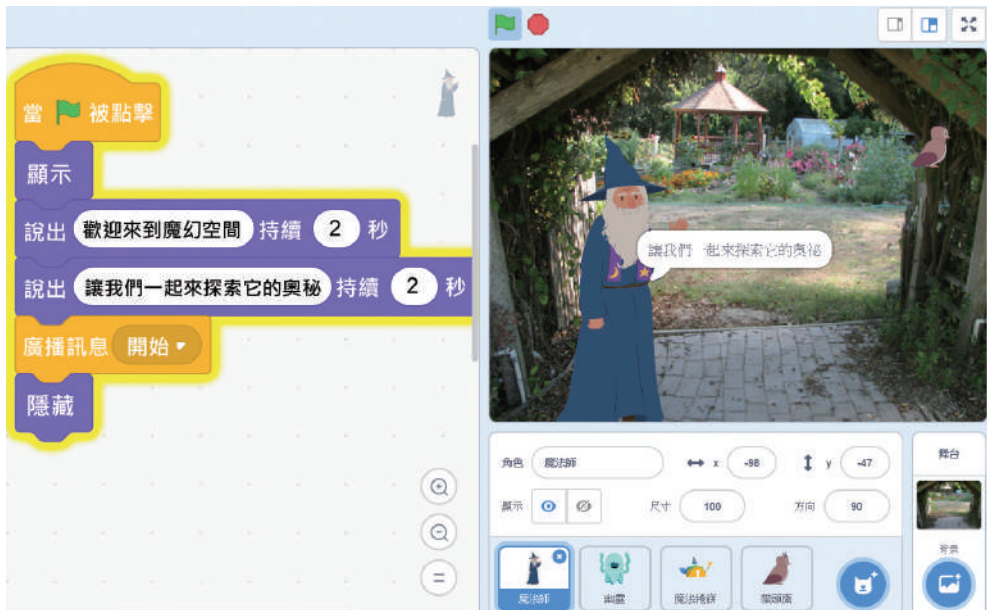 當 被點擊
顯示
說出 歡迎來到魔幻空間 持續 2 秒
說出 讓我們一起來探索它的奧秘 持續 2 秒
廣播訊息 開始
隱藏
讓我們一起來探索它的奧祕
角色 魔法師 x -98 y -47
顯示 尺寸 100 方向 90
魔法師
幽靈
貓頭鷹
舞台
背景